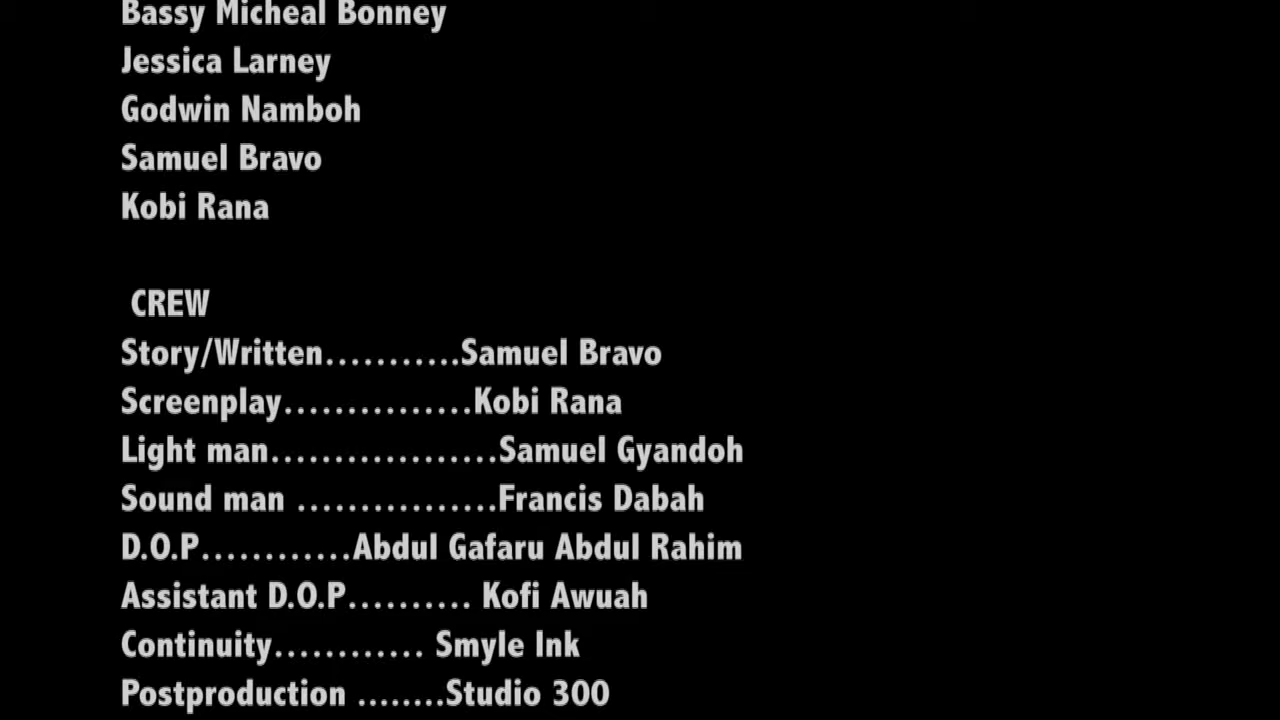 Bassy Micheal Bonney
Jessica Larney
Godwin Namboh
Samuel Bravo
Kobi Rana
CREW
Story/Written...........Samuel Bravo
Screenplay...............Kobi Rana
Light man..................Samuel Gyandoh
Sound man ................Francis Dabah
D.O.P............Abdul Gafaru Abdul Rahim
Assistant D.O.P.......... Kofi Awuah
Continuity............ Smyle Ink
Postproduction ........Studio 300